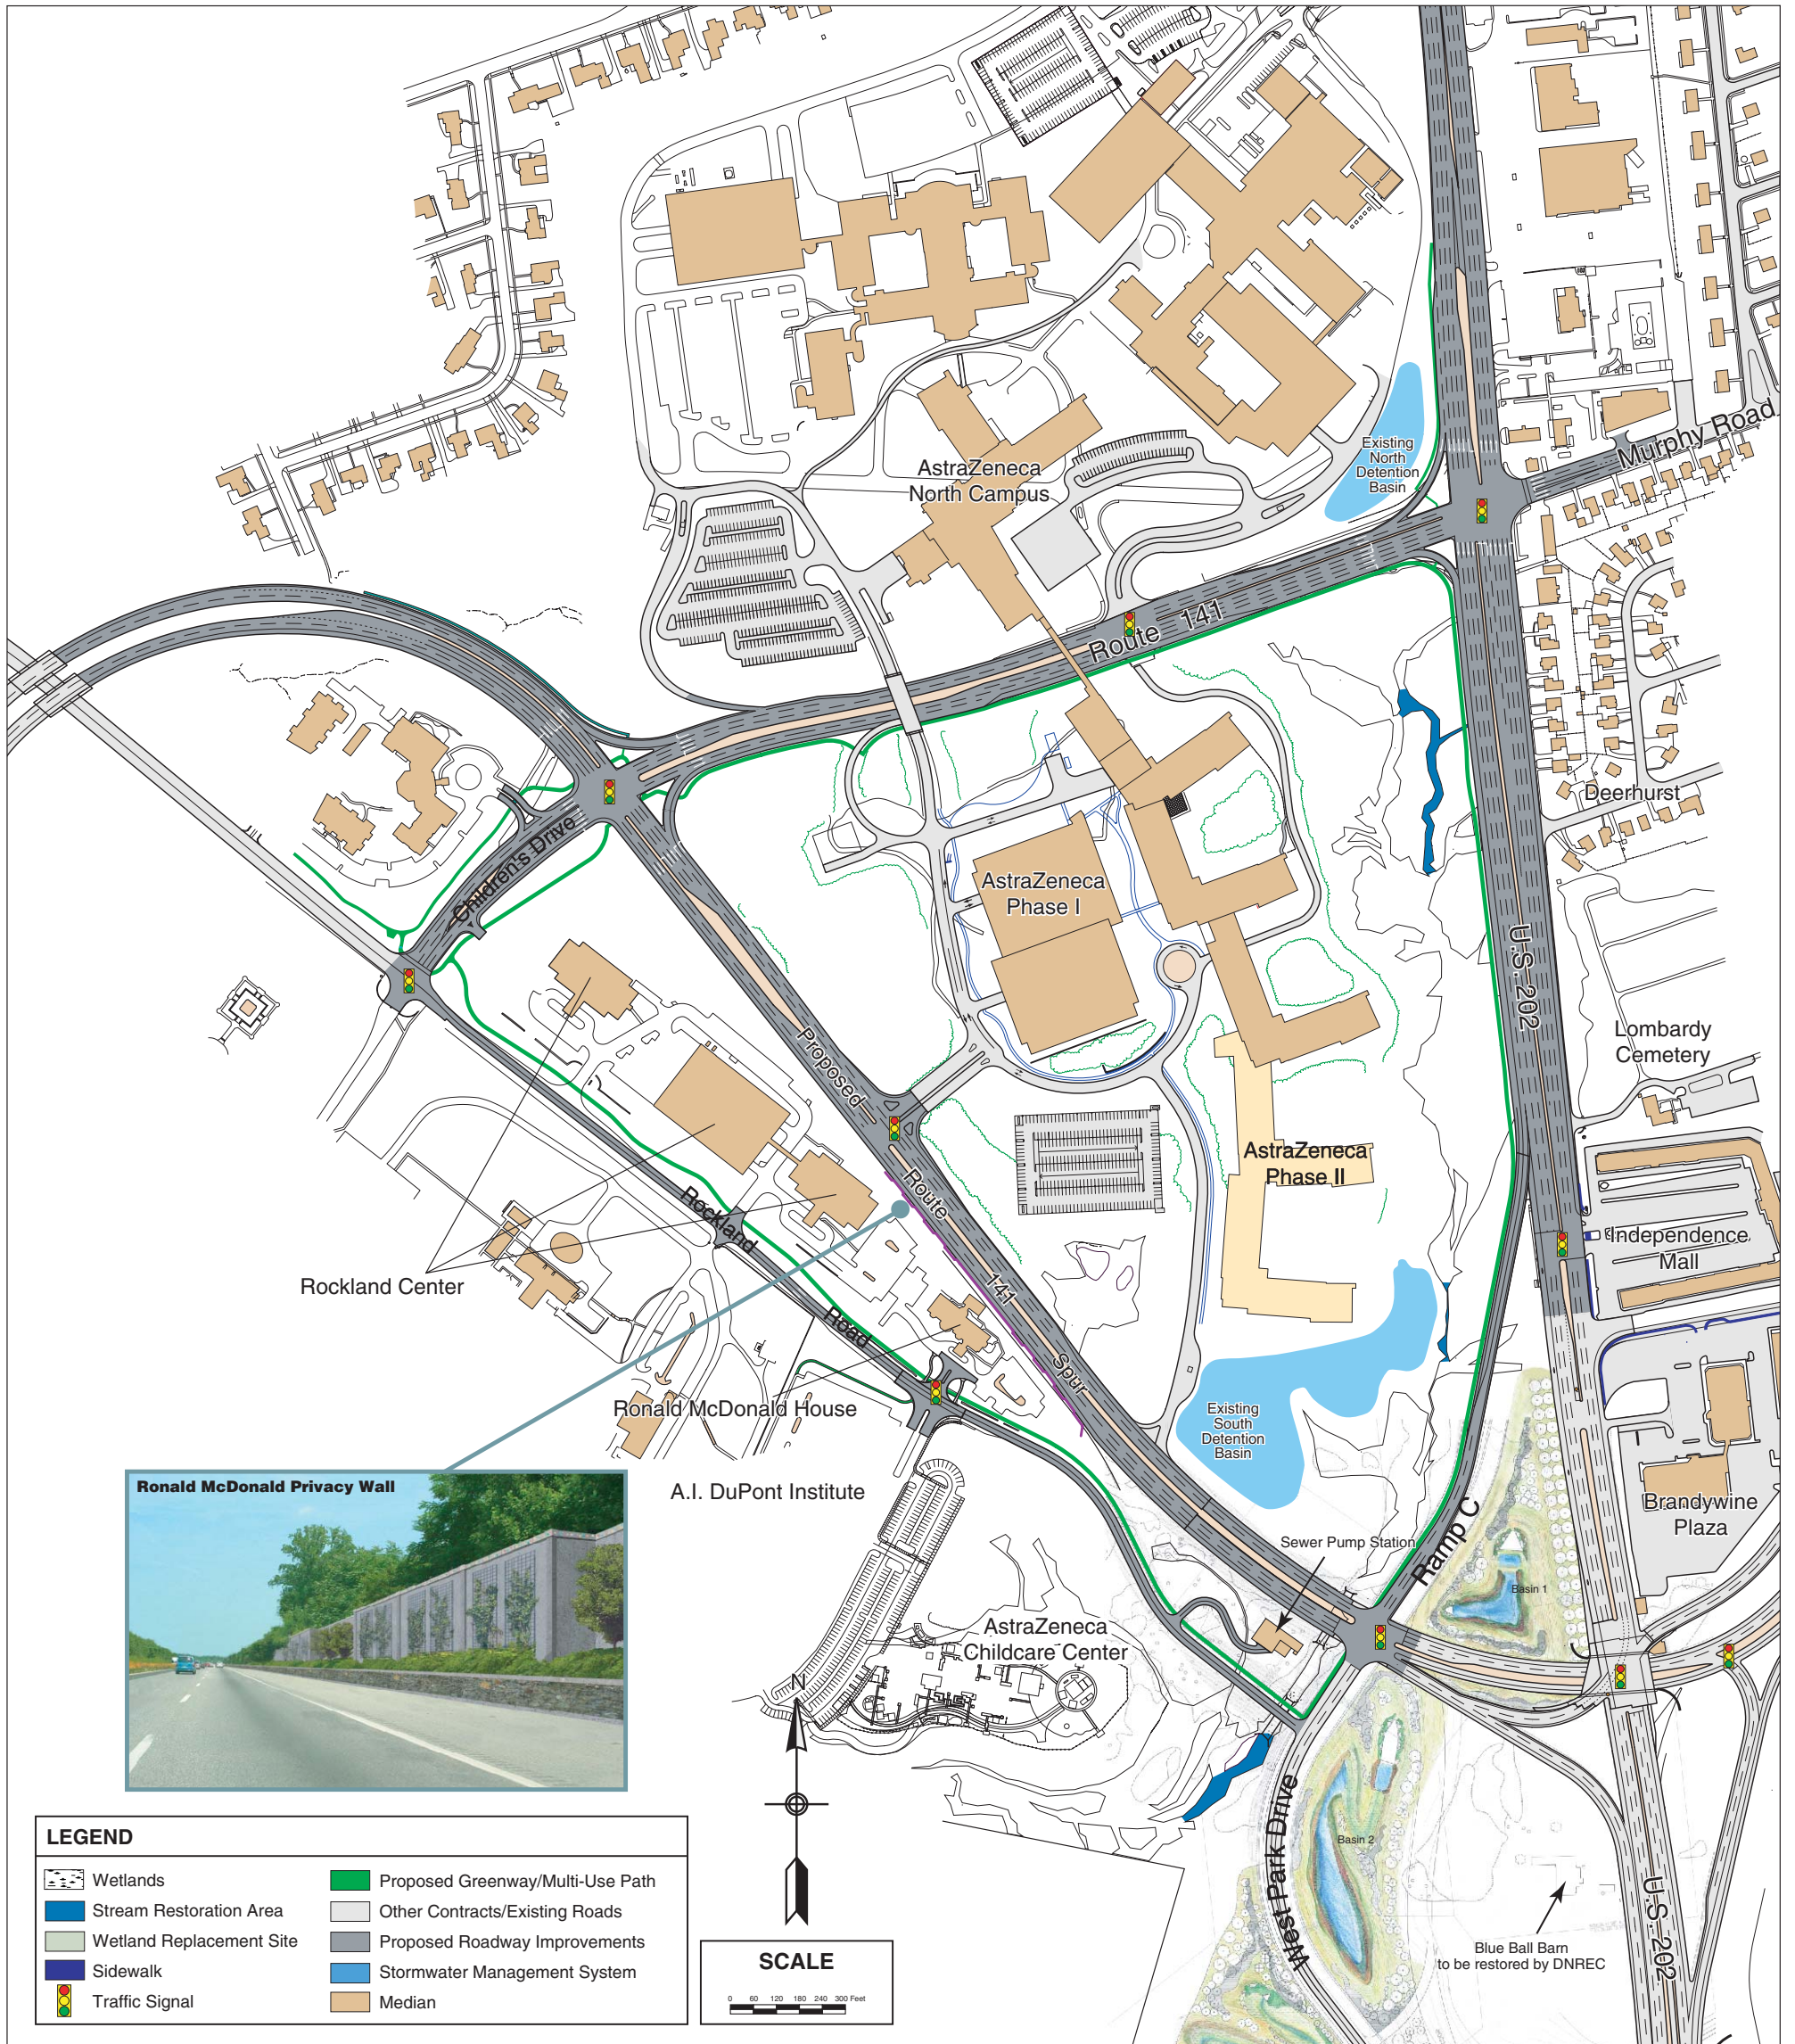 Existing
North
Detention
Basin
Murphy Road
AstraZeneca
North Campus
Route 141
Deerhurst
Children's Drive
AstraZeneca
Phase I
U.S. 202
Lombardy
Cemetery
Proposed
Route
141
Spur
AstraZeneca
Phase II
Rockland
Road
Independence
Mall
Rockland Center
Ronald McDonald House
Existing
South
Detention
Basin
A.I. DuPont Institute
Brandywine
Plaza
Ramp C
Sewer Pump Station
Basin 1
Ronald McDonald Privacy Wall
AstraZeneca
Childcare Center
N
West Park Drive
Basin 2
U.S. 202
Blue Ball Barn
to be restored by DNREC
LEGEND
Wetlands
Stream Restoration Area
Wetland Replacement Site
Sidewalk
Traffic Signal
Proposed Greenway/Multi-Use Path
Other Contracts/Existing Roads
Proposed Roadway Improvements
Stormwater Management System
Median
SCALE
0 60 120 180 240 300 Feet